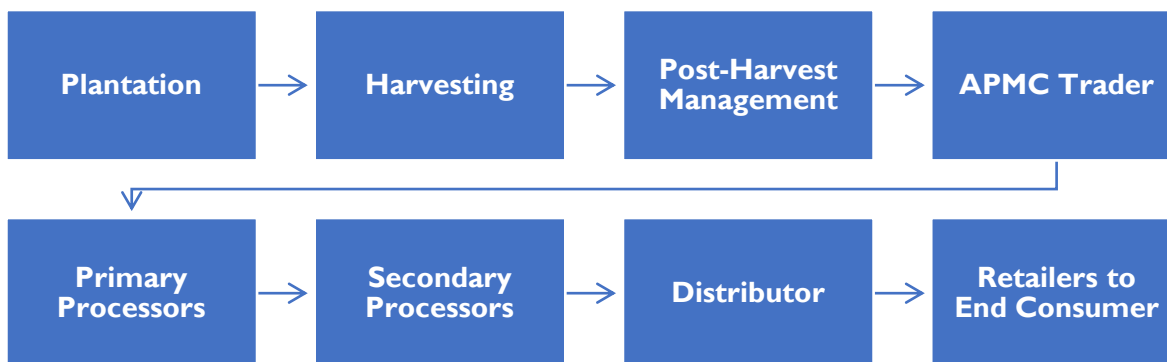 Plantation
Harvesting
Post-Harvest
Management
APMC Trader
Primary
Processors
Secondary
Processors
Distributor
Retailers to
End Consumer